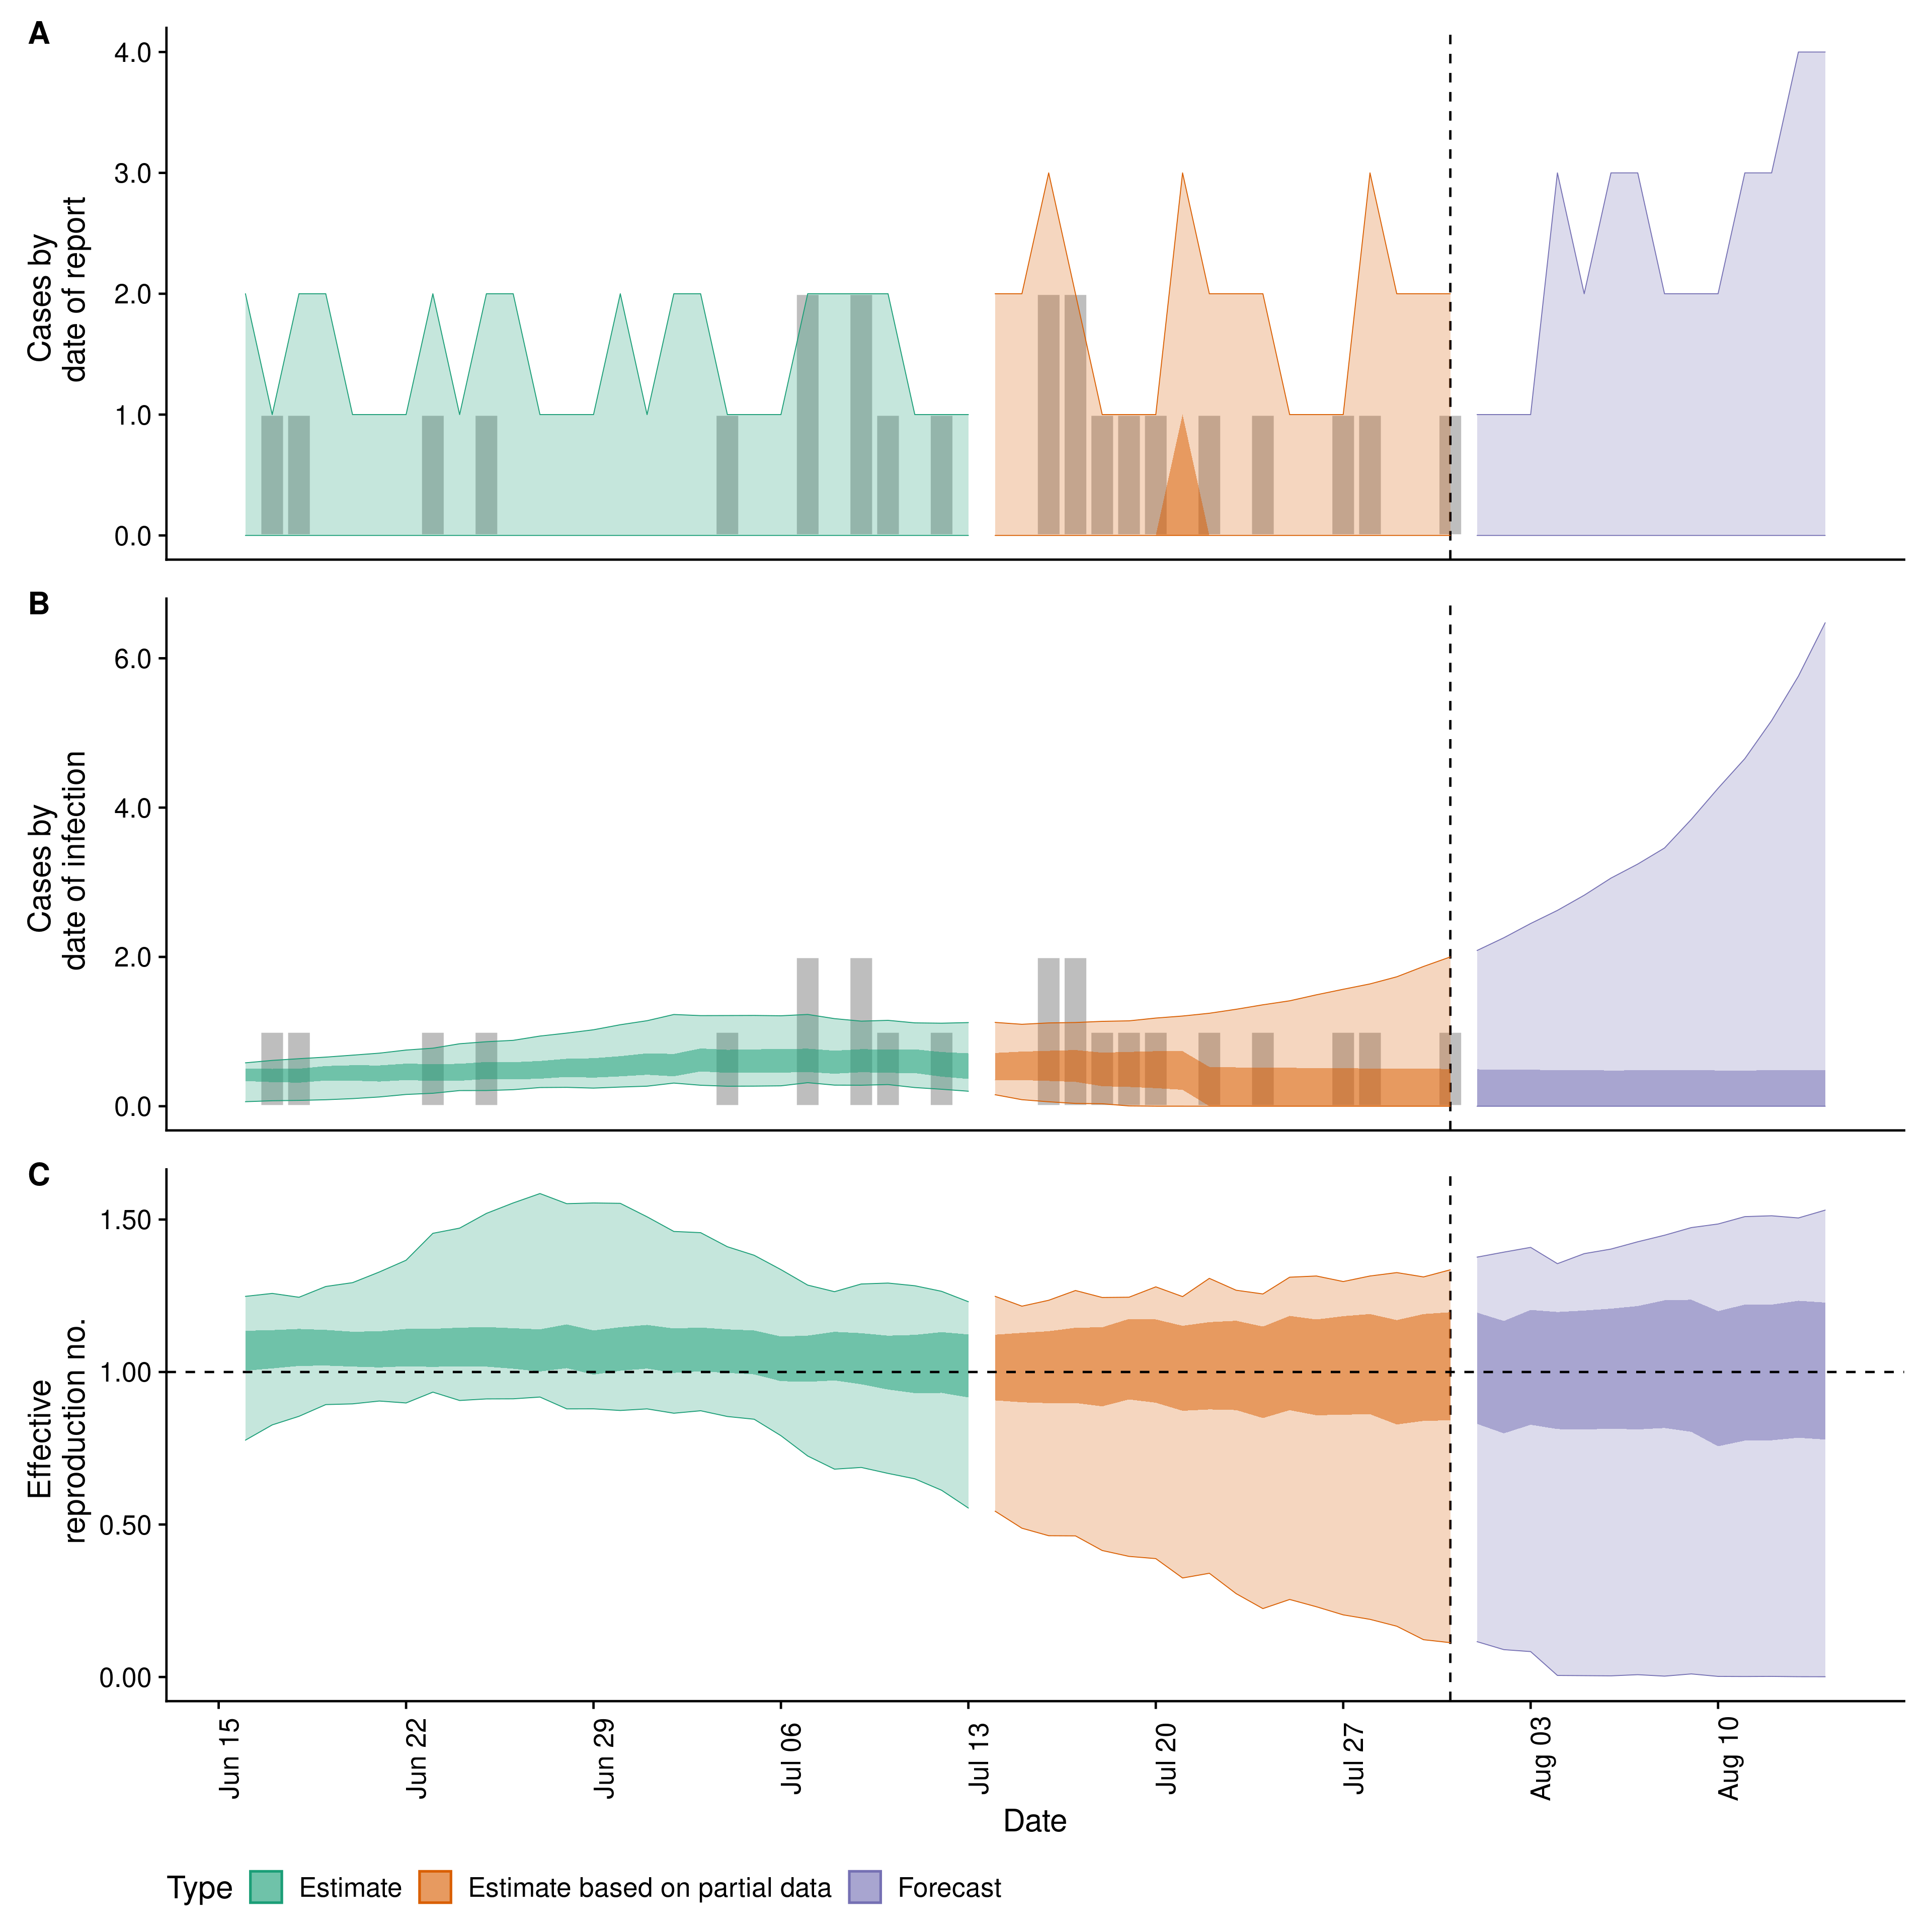 A
4.0
3.0
2.0
1.0
0.0
Cases by
date of report
B
6.0
4.0
2.0
0.0
Cases by
date of infection
C
1.50
1.00
0.50
0.00
Effective
reproduction no.
Jun 15
Jun 22
Jun 29
Jul 06
Jul 13
Jul 20
Jul 27
Aug 03
Aug 10
Date
Type Estimate Estimate based on partial data Forecast